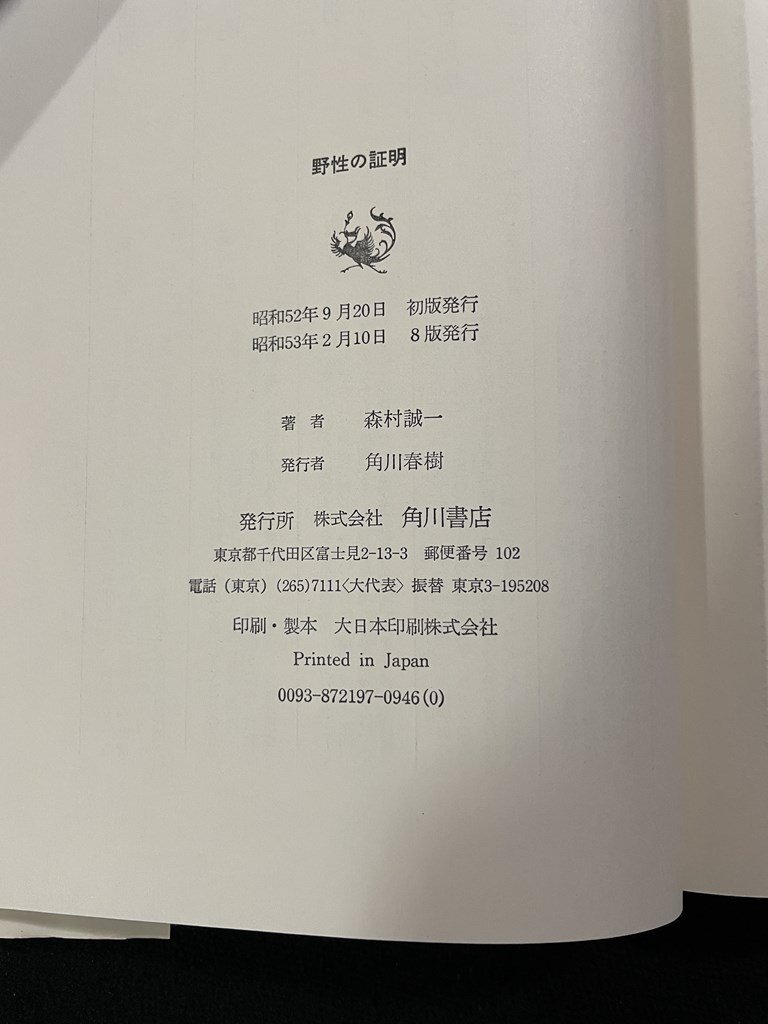 野性の証明
昭和52年9月20日　初版発行
昭和53年2月10日　8版発行
著 者　森村誠一
発行者　角川春樹
発行所　株式会社　角川書店
東京都千代田区富士見2-13-3　郵便番号 102
電話 (東京) (265)7111〈大代表〉 振替 東京3-195208
印刷・製本　大日本印刷株式会社
Printed in Japan
0093-872197-0946(0)